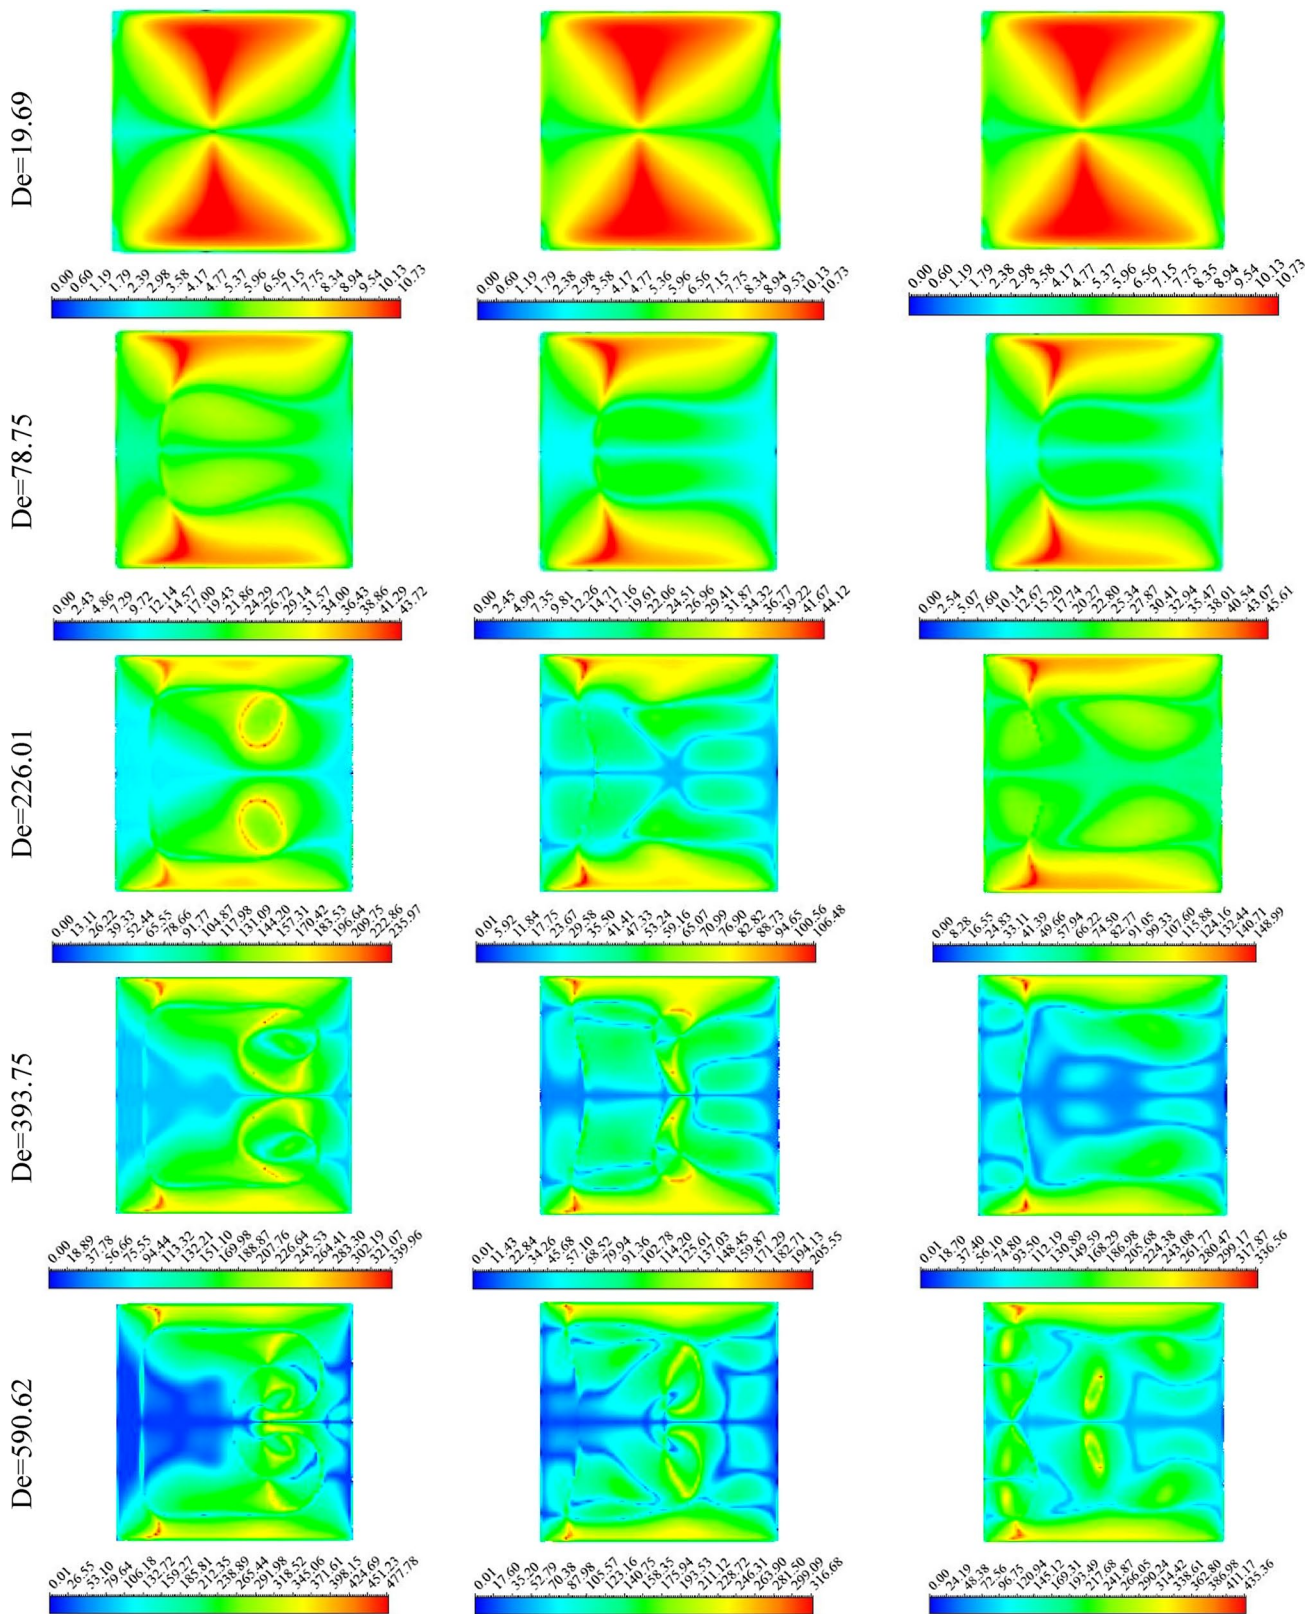 De=19.69
0.00 0.60 1.19 1.79 2.39 2.98 3.58 4.17 4.77 5.37 5.96 6.56 7.15 7.75 8.34 8.94 9.54 10.13 10.73
0.00 0.60 1.19 1.79 2.38 2.98 3.58 4.17 4.77 5.36 5.96 6.56 7.15 7.75 8.34 8.94 9.53 10.13 10.73
0.00 0.60 1.19 1.79 2.38 2.98 3.58 4.17 4.77 5.37 5.96 6.56 7.15 7.75 8.35 8.94 9.54 10.13 10.73
De=78.75
0.00 2.43 4.86 7.29 9.72 12.14 14.57 17.00 19.43 21.86 24.29 26.72 29.14 31.57 34.00 36.43 38.86 41.29 43.72
0.00 2.45 4.90 7.35 9.81 12.26 14.71 17.16 19.61 22.06 24.51 26.96 29.41 31.87 34.32 36.77 39.22 41.67 44.12
0.00 2.54 5.07 7.60 10.14 12.67 15.20 17.74 20.27 22.80 25.34 27.87 30.41 32.94 35.47 38.01 40.54 43.07 45.61
De=226.01
0.00 13.11 26.22 39.33 52.44 65.55 78.66 91.77 104.87 117.98 131.09 144.20 157.31 170.42 183.53 196.64 209.75 222.86 235.97
0.01 5.92 11.84 17.75 23.67 29.58 35.50 41.41 47.33 53.24 59.16 65.07 70.99 76.90 82.82 88.73 94.65 100.56 106.48
0.00 8.28 16.55 24.83 33.11 41.39 49.66 57.94 66.22 74.50 82.77 91.05 99.33 107.60 115.88 124.16 132.44 140.71 148.99
De=393.75
0.00 18.89 37.78 56.66 75.55 94.44 113.32 132.21 151.10 169.98 188.87 207.76 226.64 245.53 264.41 283.30 302.19 321.07 339.96
0.01 11.43 22.84 34.26 45.68 57.10 68.52 79.94 91.36 102.78 114.20 125.61 137.03 148.45 159.87 171.29 182.71 194.13 205.55
0.01 18.70 37.40 56.10 74.80 93.50 112.19 130.89 149.59 168.29 186.98 205.68 224.38 243.08 261.77 280.47 299.17 317.87 336.56
De=590.62
0.01 26.55 53.10 79.64 106.18 132.72 159.27 185.81 212.35 238.89 265.44 291.98 318.52 345.06 371.61 398.15 424.69 451.23 477.78
0.01 17.60 35.20 52.79 70.38 87.98 105.57 123.16 140.75 158.35 175.94 193.53 211.12 228.72 246.31 263.90 281.50 299.09 316.68
0.00 24.19 48.38 72.56 96.75 120.94 145.12 169.31 193.49 217.68 241.87 266.05 290.24 314.42 338.61 362.80 386.98 411.17 435.36